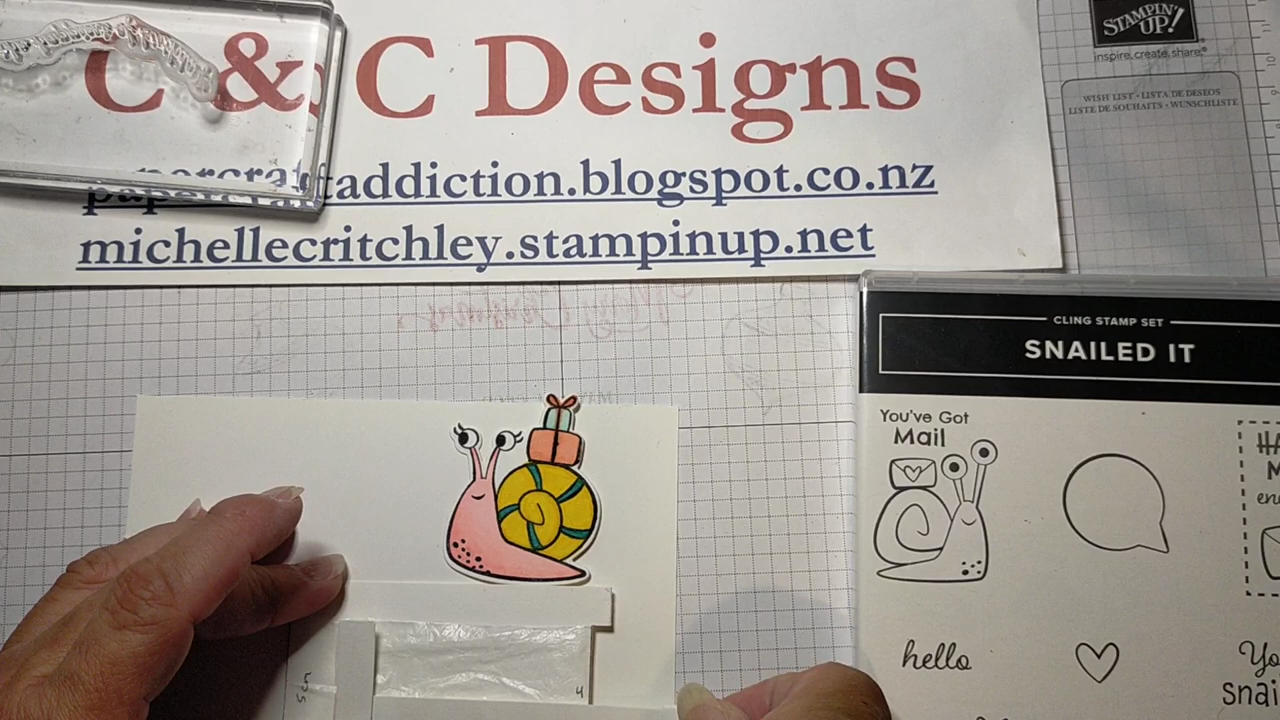 C & C Designs
papercraftaddiction.blogspot.co.nz
michellecritchley.stampinup.net
STAMPIN' UP!®
inspire.create.share.®
WISH LIST • LISTA DE DESEOS
LISTE DE SOUHAITS • WUNSCHLISTE
CLING STAMP SET
SNAILED IT
You've Got
Mail
hello
4